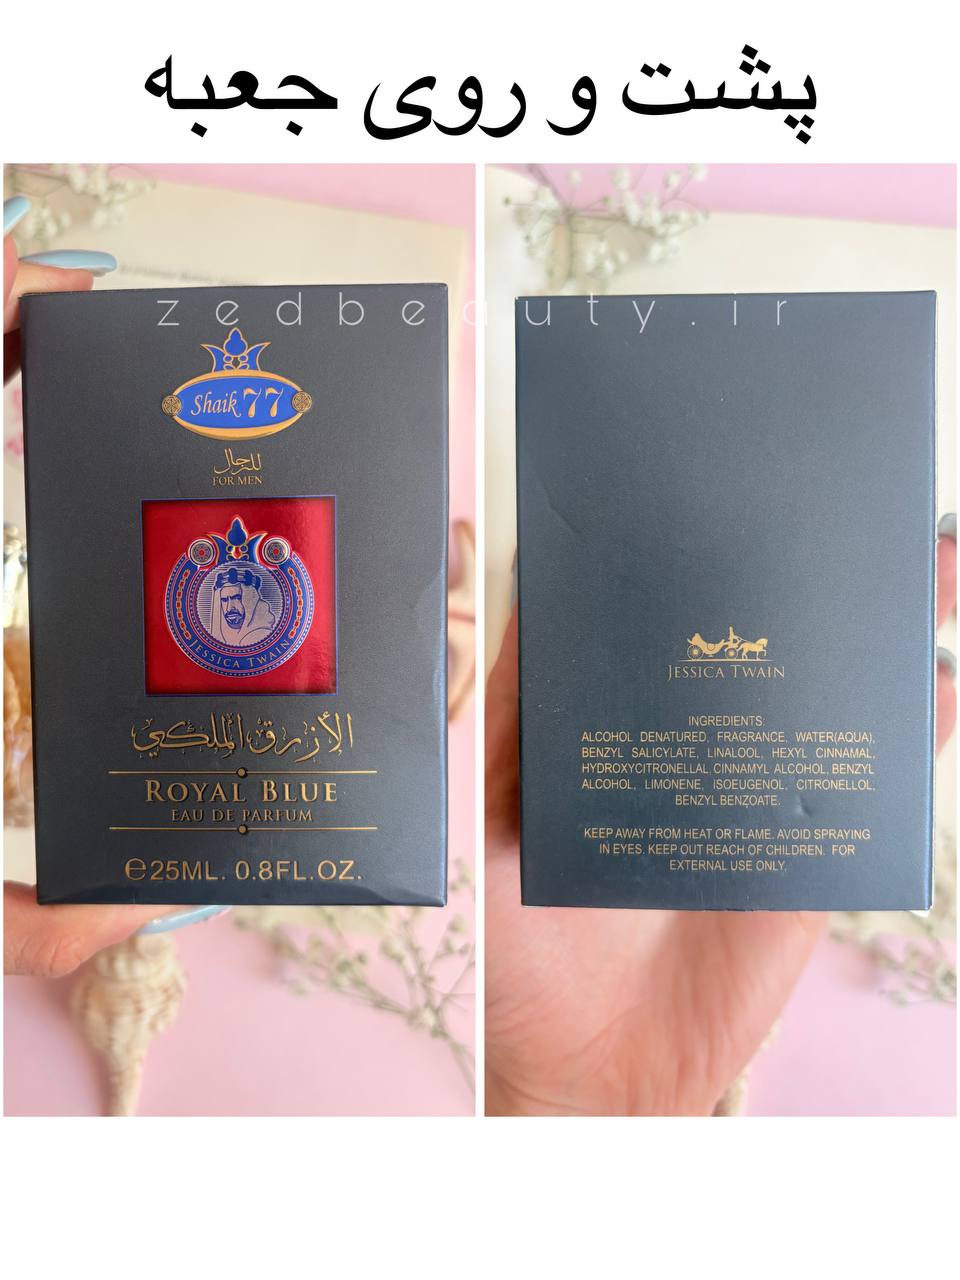 پشت و روی جعبه
zedbeauty.ir
Shaik 77
للرجال
FOR MEN
JESSICA TWAIN
الأزرق الملكي
ROYAL BLUE
EAU DE PARFUM
℮25ML. 0.8FL.OZ.
JESSICA TWAIN
INGREDIENTS:
ALCOHOL DENATURED, FRAGRANCE, WATER(AQUA),
BENZYL SALICYLATE, LINALOOL, HEXYL CINNAMAL,
HYDROXYCITRONELLAL, CINNAMYL ALCOHOL, BENZYL
ALCOHOL, LIMONENE, ISOEUGENOL, CITRONELLOL,
BENZYL BENZOATE.
KEEP AWAY FROM HEAT OR FLAME. AVOID SPRAYING
IN EYES. KEEP OUT REACH OF CHILDREN. FOR
EXTERNAL USE ONLY.